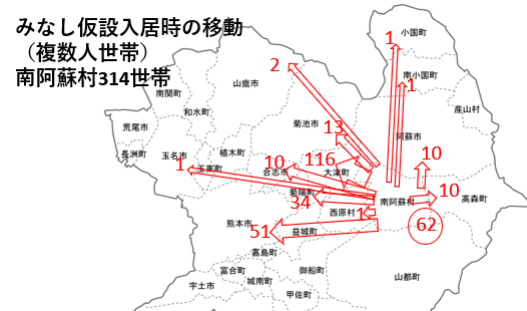 みなし仮設入居時の移動
（複数人世帯）
南阿蘇村314世帯
小国町
1
2
南小国町
1
山鹿市
南関町
産山村
和水町
菊池市
13
阿蘇市
荒尾市
長洲町
玉名市
植木町
116
10
玉東町
1
10
合志市
大津町
10
菊陽町
34
南阿蘇村
高森町
西原村
1
62
熊本市
51
益城町
嘉島町
富合町
御船町
山都町
城南町
宇土市
甲佐町